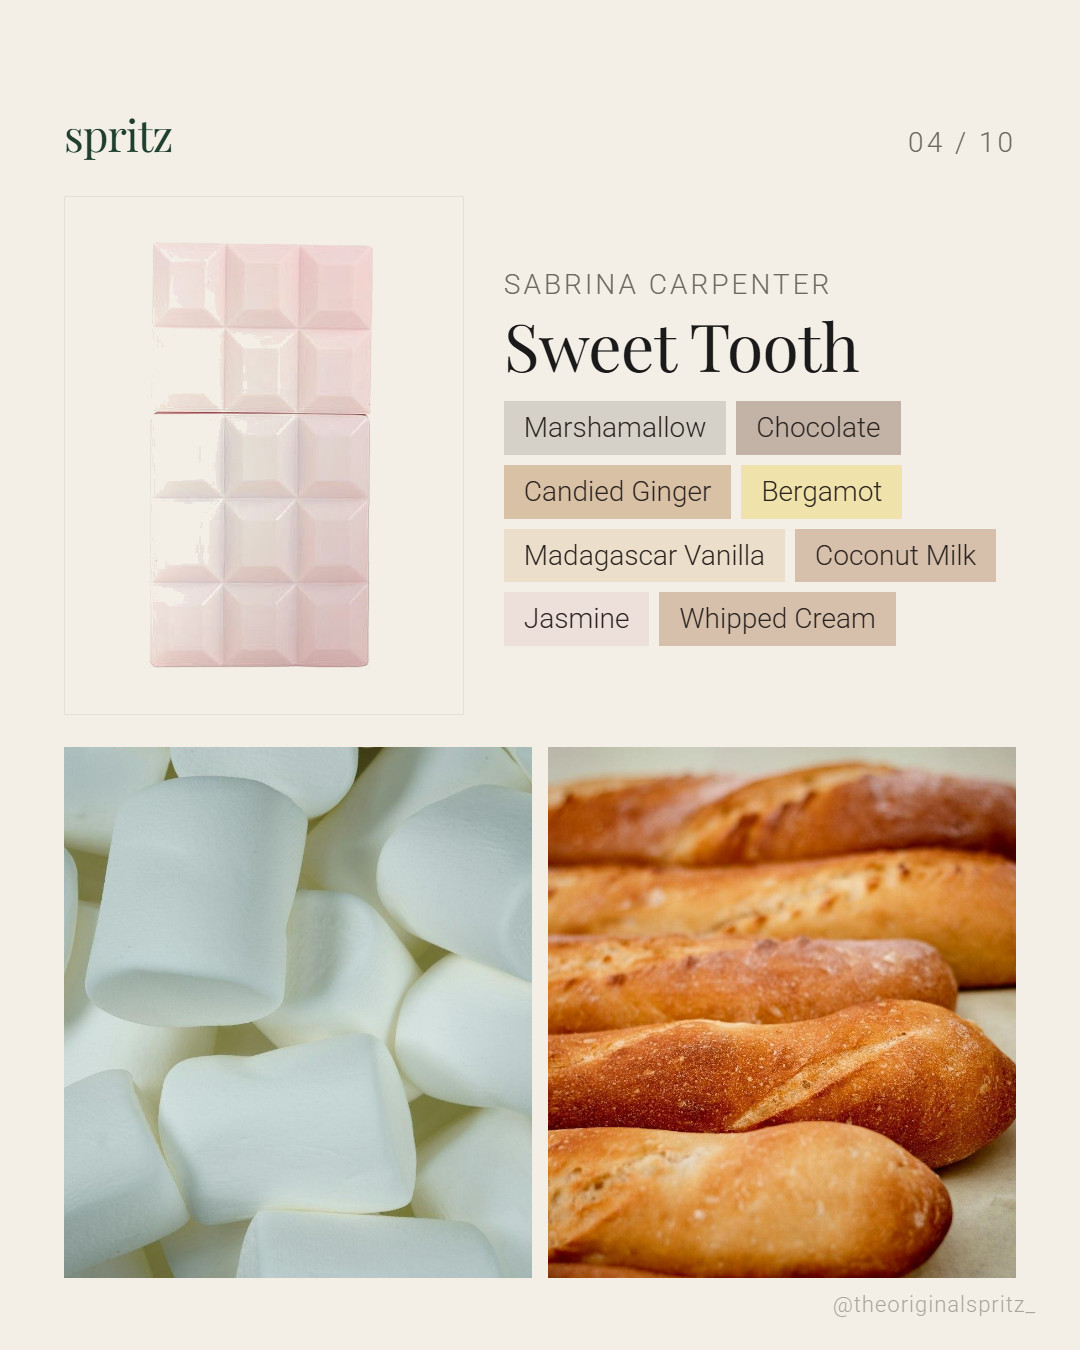 spritz
04 / 10
SABRINA CARPENTER
Sweet Tooth
Marshamallow Chocolate
Candied Ginger Bergamot
Madagascar Vanilla Coconut Milk
Jasmine Whipped Cream
@theoriginalspritz_